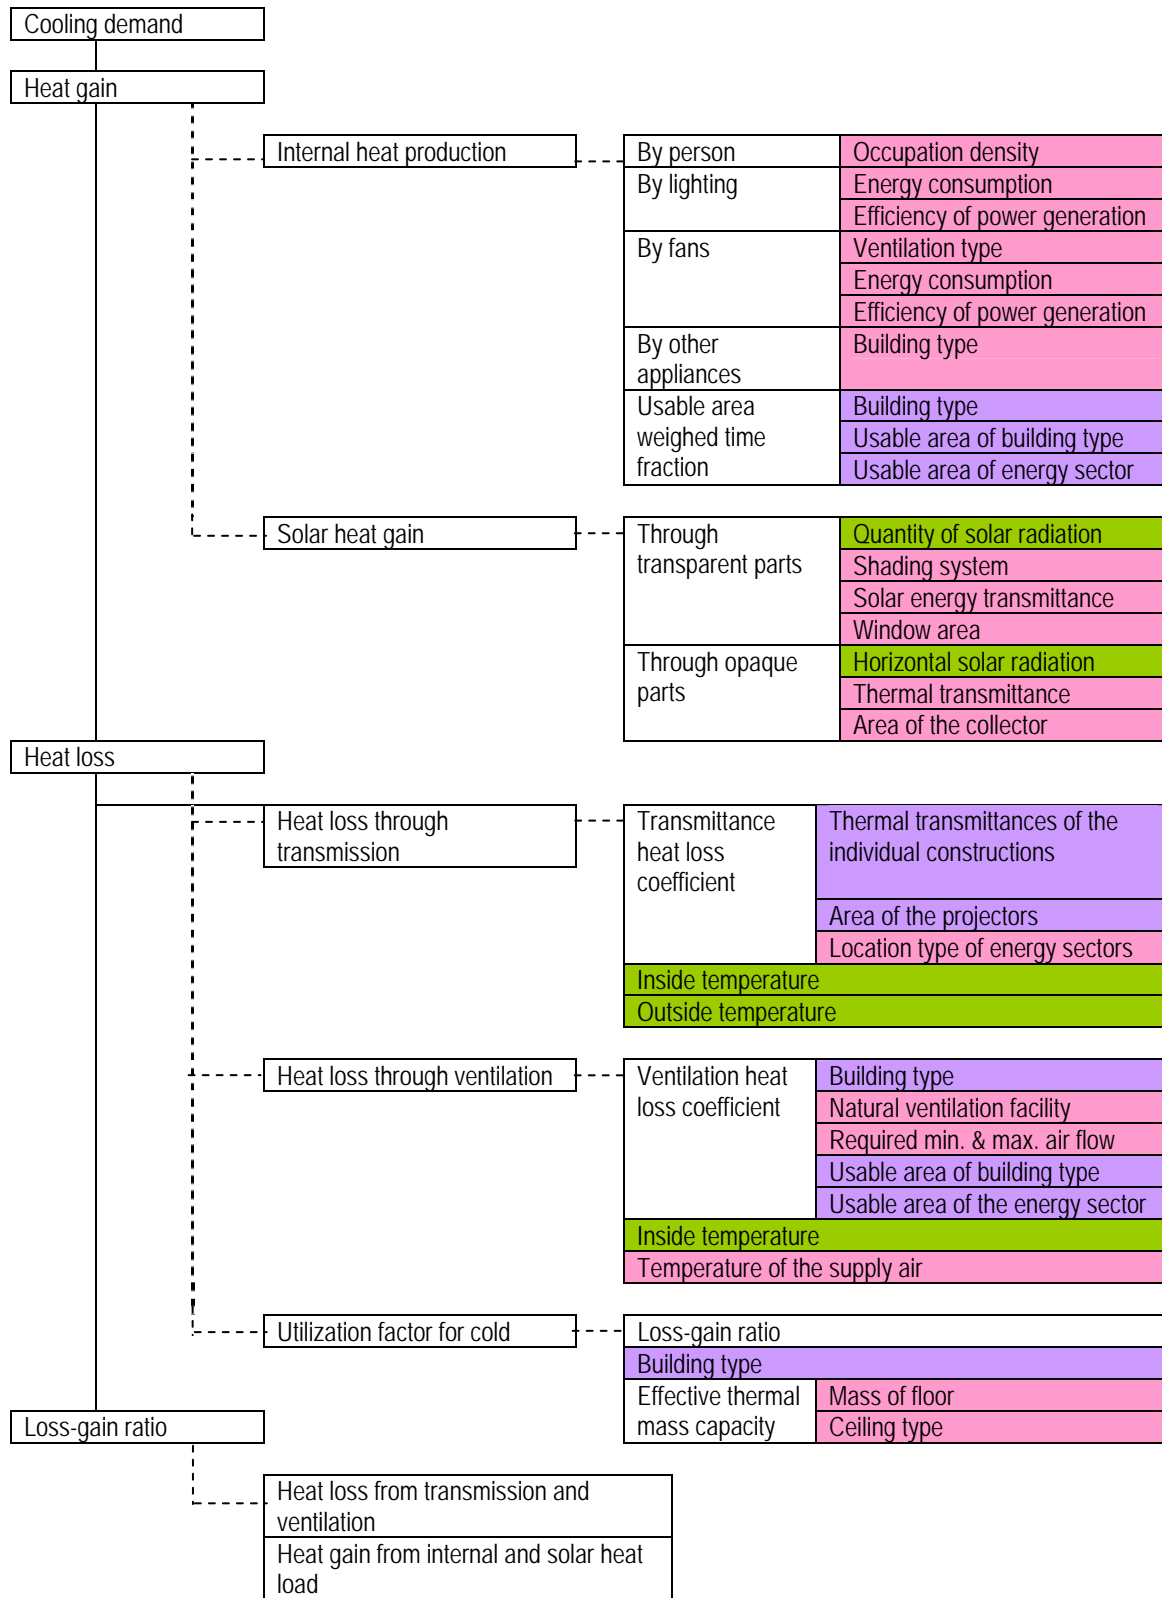 Cooling demand
Heat gain
Internal heat production
By person
Occupation density
By lighting
Energy consumption
Efficiency of power generation
By fans
Ventilation type
Energy consumption
Efficiency of power generation
By other
appliances
Building type
Usable area
weighed time
fraction
Building type
Usable area of building type
Usable area of energy sector
Solar heat gain
Through
transparent parts
Quantity of solar radiation
Shading system
Solar energy transmittance
Window area
Through opaque
parts
Horizontal solar radiation
Thermal transmittance
Area of the collector
Heat loss
Heat loss through
transmission
Transmittance
heat loss
coefficient
Thermal transmittances of the
individual constructions
Area of the projectors
Location type of energy sectors
Inside temperature
Outside temperature
Heat loss through ventilation
Ventilation heat
loss coefficient
Building type
Natural ventilation facility
Required min. & max. air flow
Usable area of building type
Usable area of the energy sector
Inside temperature
Temperature of the supply air
Utilization factor for cold
Loss-gain ratio
Building type
Effective thermal
mass capacity
Mass of floor
Ceiling type
Loss-gain ratio
Heat loss from transmission and
ventilation
Heat gain from internal and solar heat
load